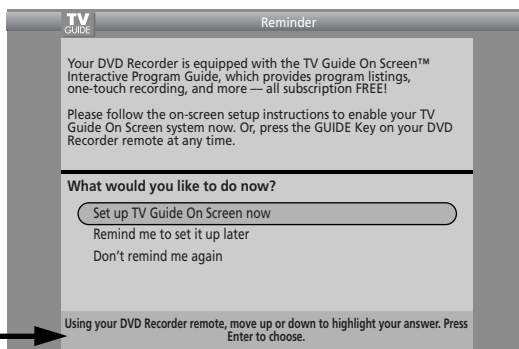 TV
GUIDE
Reminder
Your DVD Recorder is equipped with the TV Guide On Screen™
Interactive Program Guide, which provides program listings,
one-touch recording, and more — all subscription FREE!
Please follow the on-screen setup instructions to enable your TV
Guide On Screen system now. Or, press the GUIDE Key on your DVD
Recorder remote at any time.
What would you like to do now?
Set up TV Guide On Screen now
Remind me to set it up later
Don't remind me again
Using your DVD Recorder remote, move up or down to highlight your answer. Press
Enter to choose.